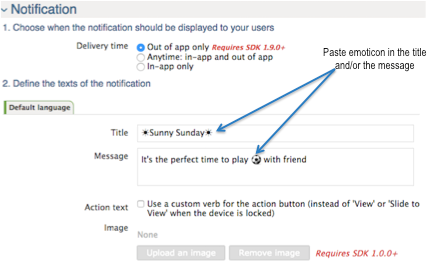 Notification
1. Choose when the notification should be displayed to your users
Delivery time
Out of app only Requires SDK 1.9.0+
Anytime: in-app and out of app
In-app only
Paste emoticon in the title
and/or the message
2. Define the texts of the notification
Default language
Title
☀Sunny Sunday☀
Message
It's the perfect time to play ⚽ with friend
Action text
Use a custom verb for the action button (instead of 'View' or 'Slide to
View' when the device is locked)
Image
None
Upload an image
Remove image
Requires SDK 1.0.0+